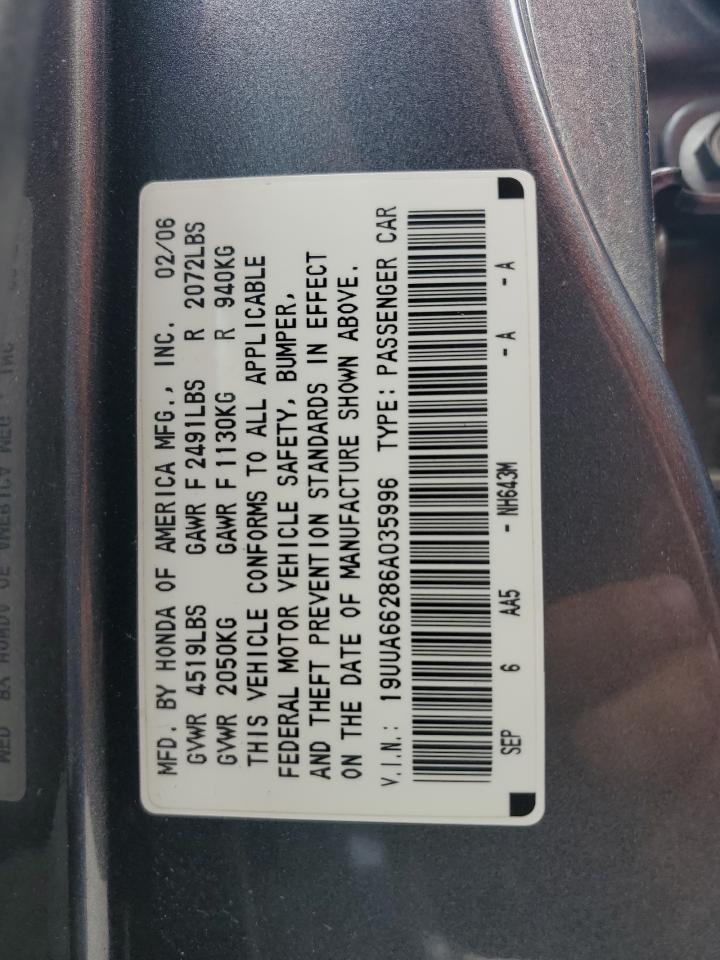 MFD. BY HONDA OF AMERICA MFG., INC. 02/06
GVWR 4519LBS GAWR F 2491LBS R 2072LBS
GVWR 2050KG GAWR F 1130KG R 940KG
THIS VEHICLE CONFORMS TO ALL APPLICABLE
FEDERAL MOTOR VEHICLE SAFETY, BUMPER,
AND THEFT PREVENTION STANDARDS IN EFFECT
ON THE DATE OF MANUFACTURE SHOWN ABOVE.
V.I.N.: 19UUA66286A035996 TYPE: PASSENGER CAR
SEP 6 AA5 - NH643M - A - A